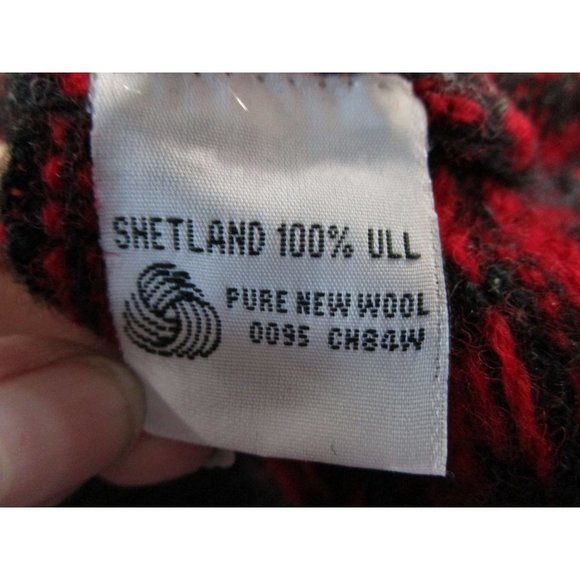 SHETLAND 100% ULL
PURE NEW WOOL
0095 CH84W